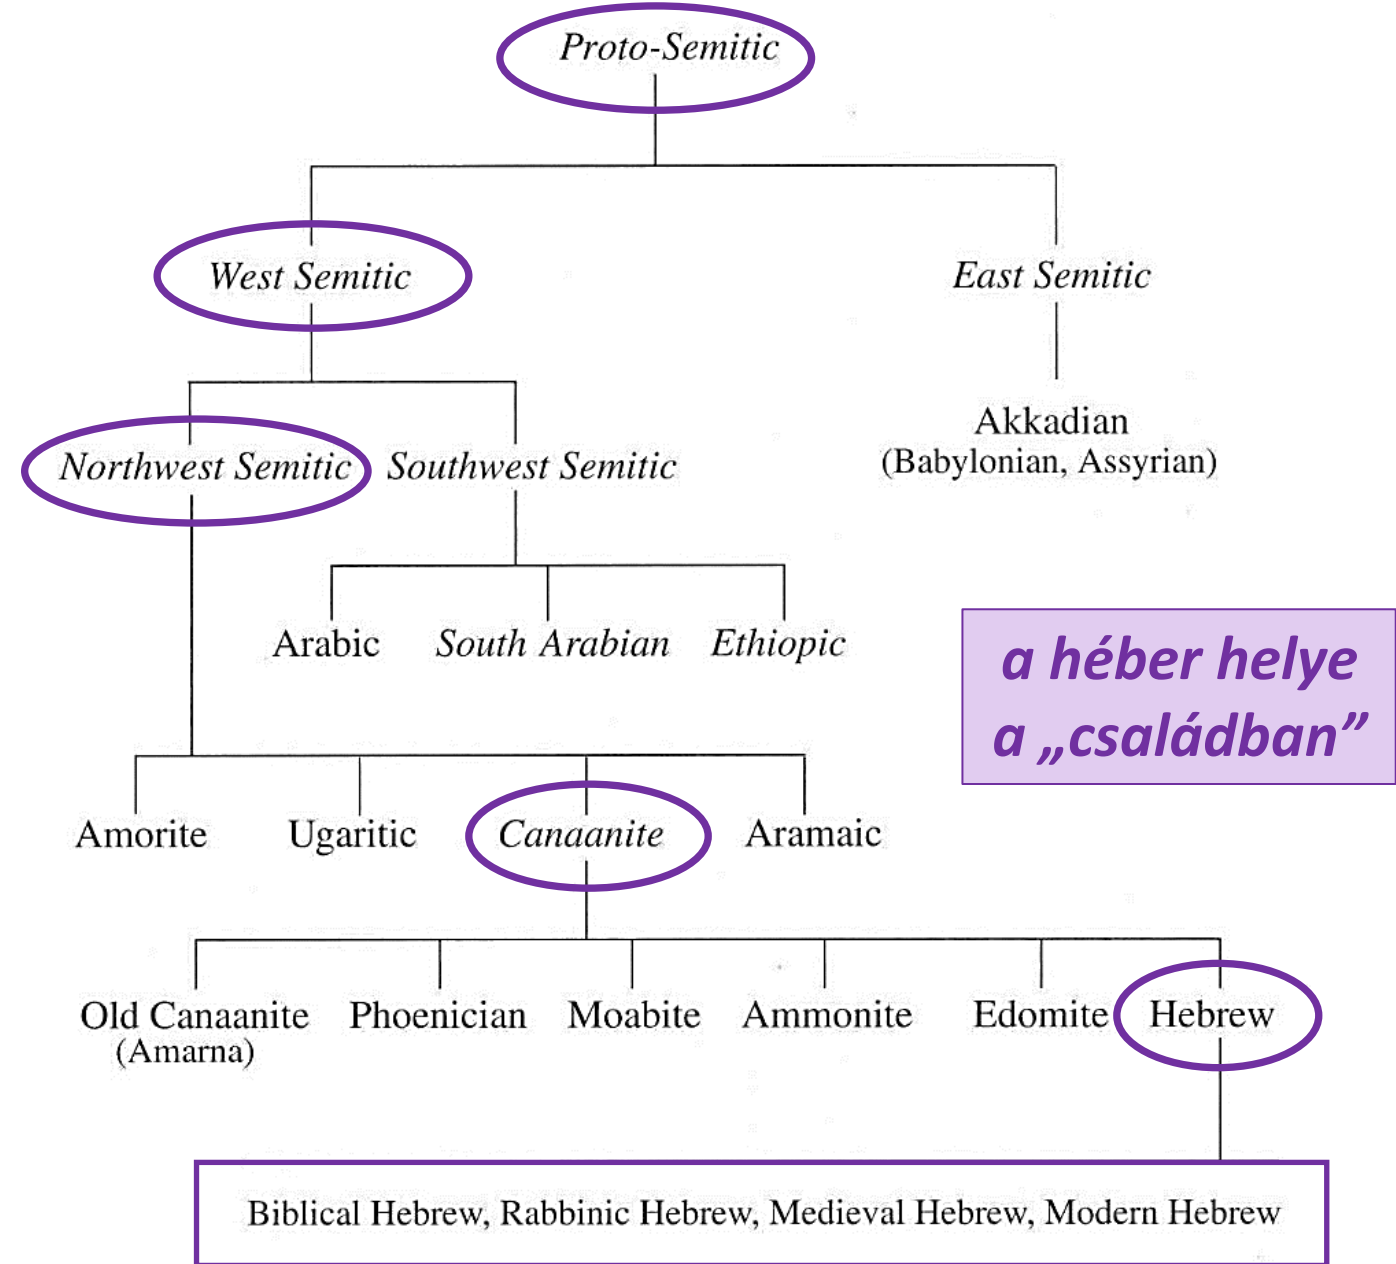 Proto-Semitic
West Semitic
East Semitic
Akkadian
(Babylonian, Assyrian)
Northwest Semitic
Southwest Semitic
Arabic
South Arabian
Ethiopic
a héber helye
a „családban”
Amorite
Ugaritic
Canaanite
Aramaic
Old Canaanite
(Amarna)
Phoenician
Moabite
Ammonite
Edomite
Hebrew
Biblical Hebrew, Rabbinic Hebrew, Medieval Hebrew, Modern Hebrew